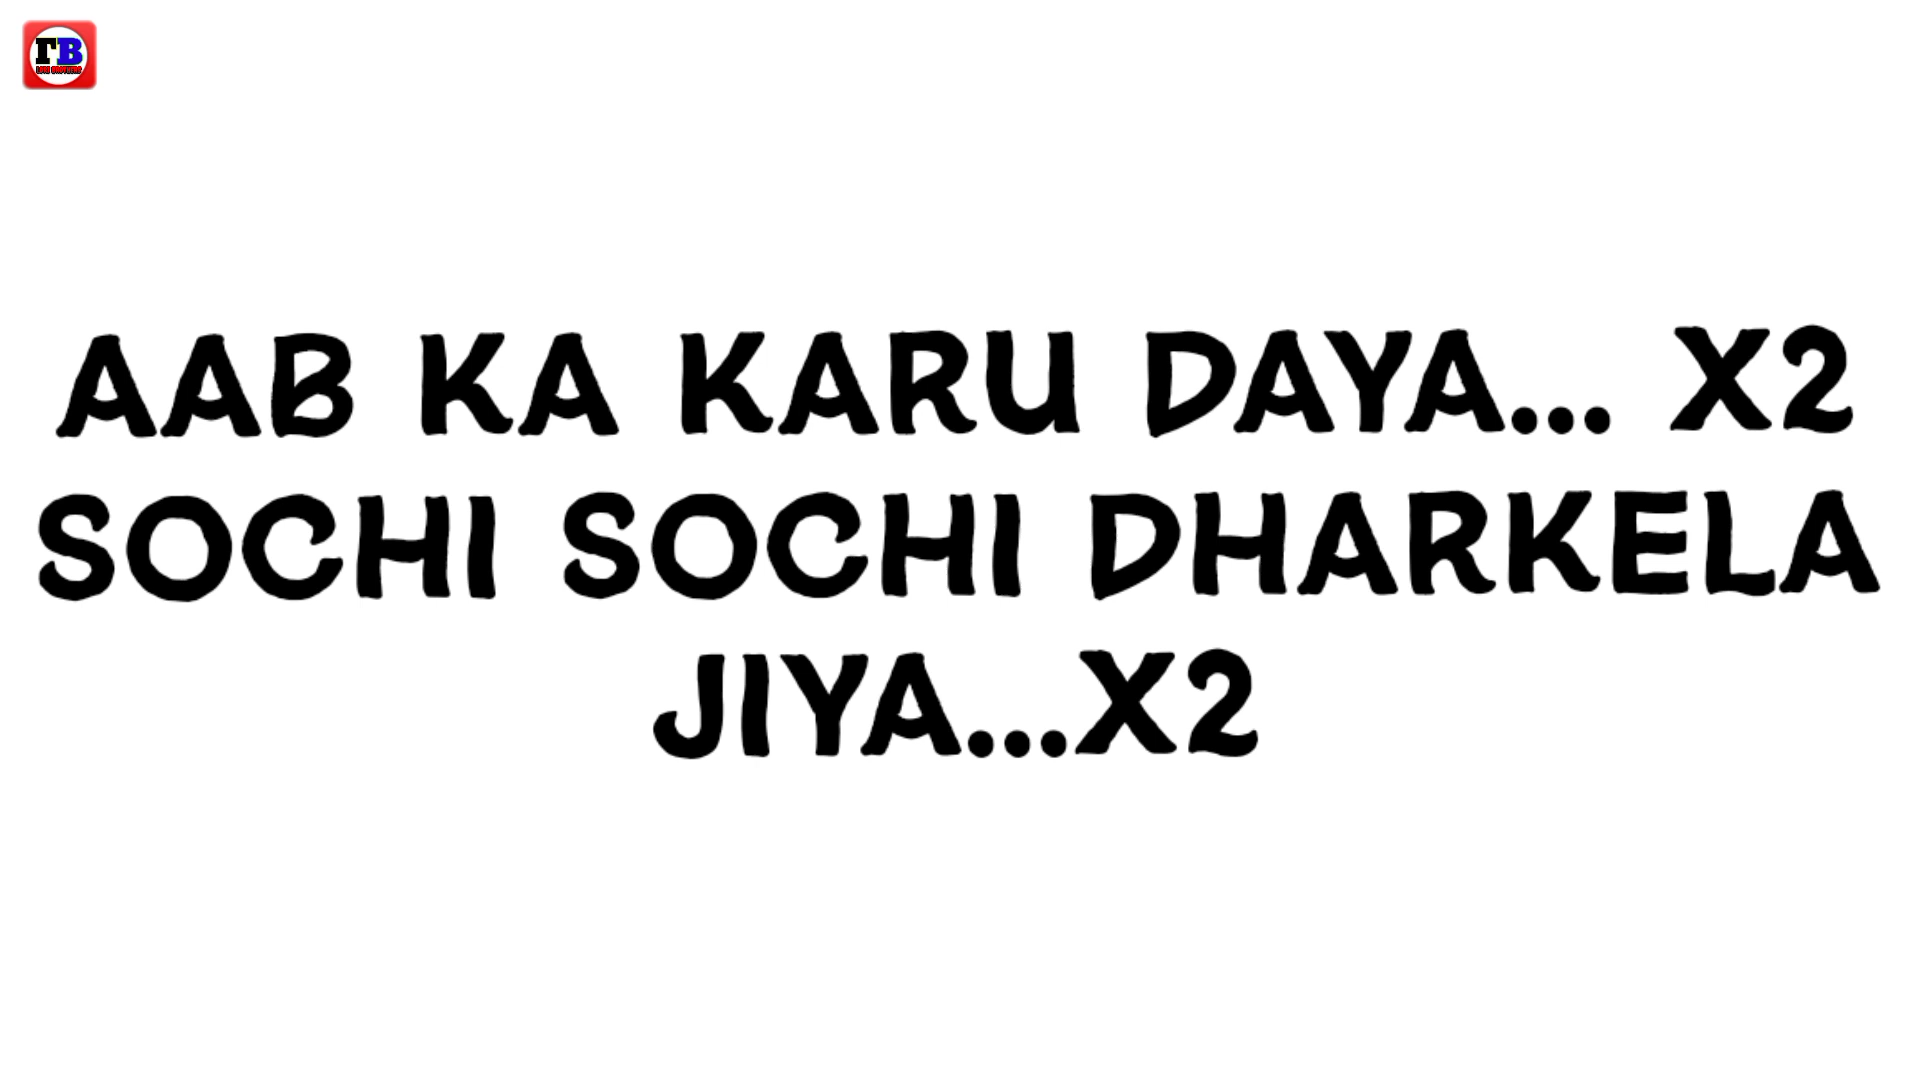 AAB KA KARU DAYA... X2
SOCHI SOCHI DHARKELA
JIYA...X2